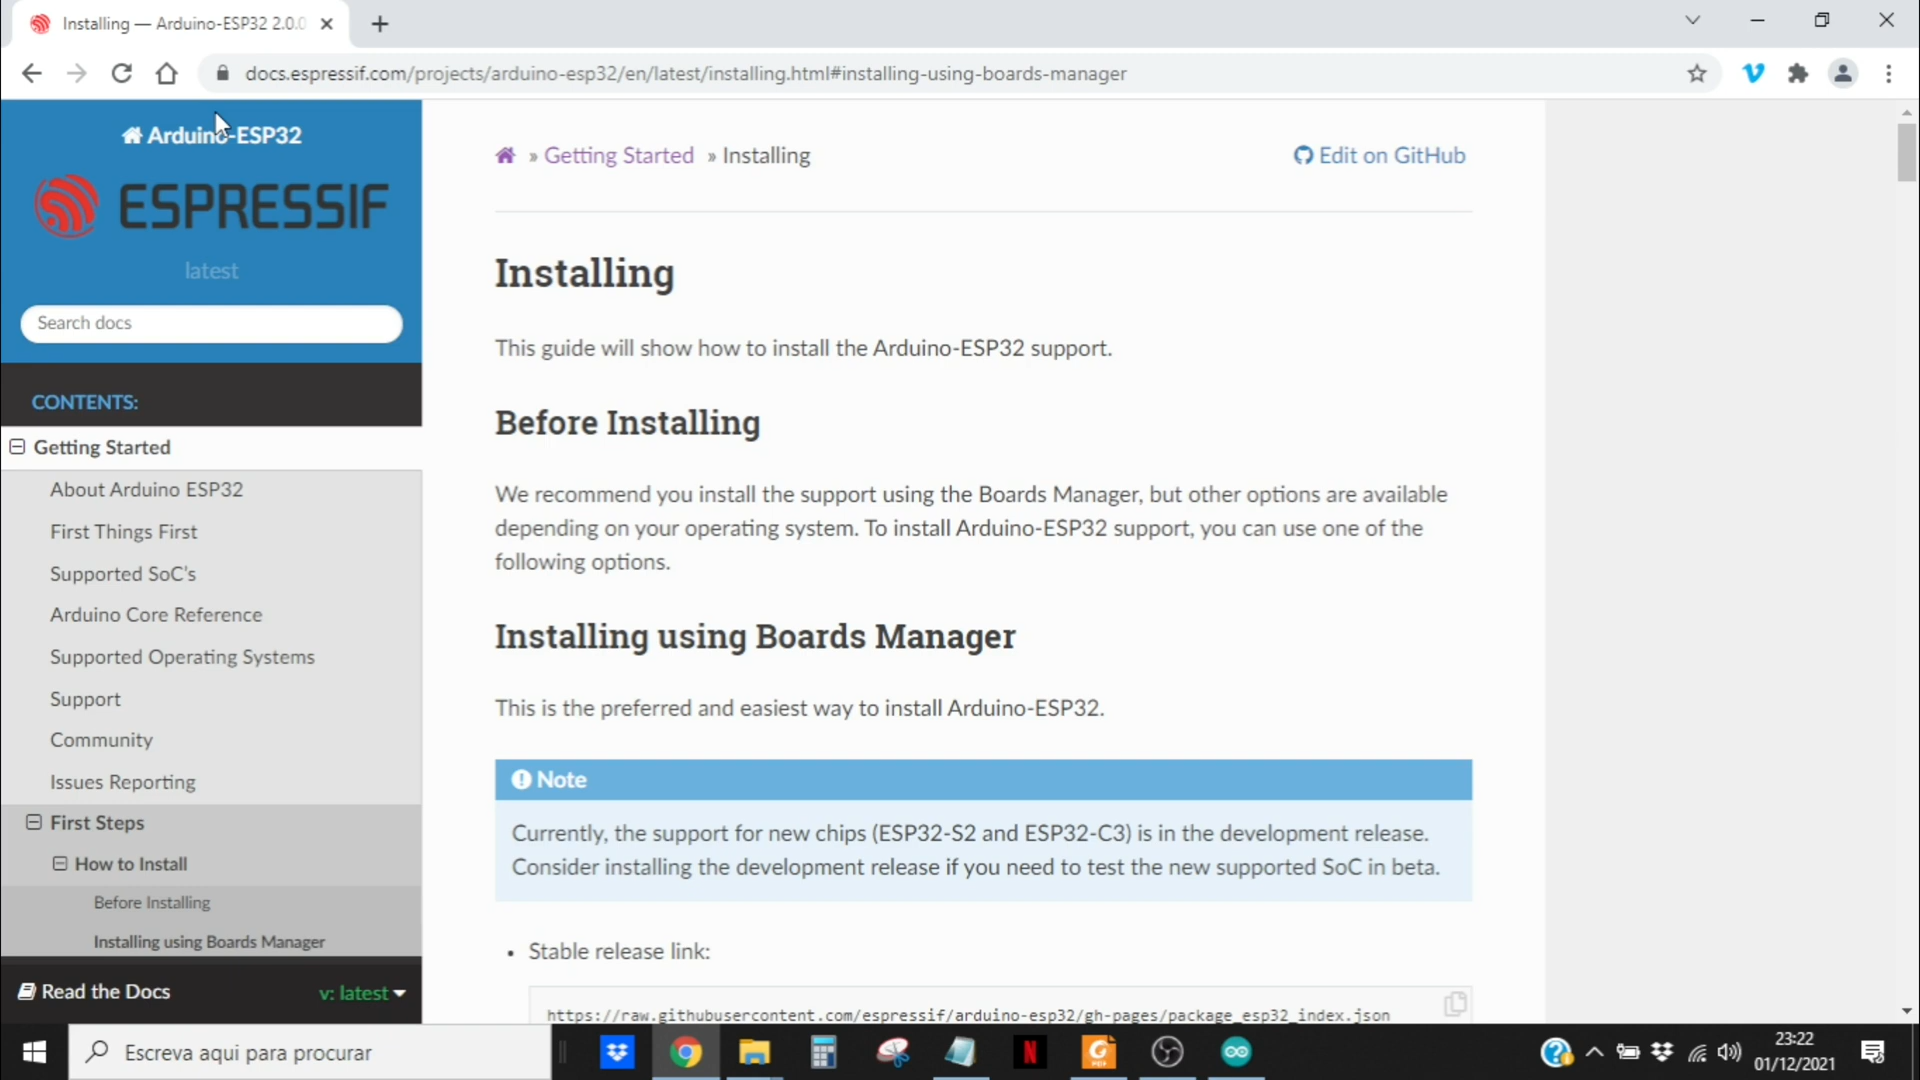 Installing — Arduino-ESP32 2.0.0
docs.espressif.com/projects/arduino-esp32/en/latest/installing.html#installing-using-boards-manager
Arduino-ESP32
ESPRESSIF
latest
Search docs
CONTENTS:
Getting Started
About Arduino ESP32
First Things First
Supported SoC's
Arduino Core Reference
Supported Operating Systems
Support
Community
Issues Reporting
First Steps
How to Install
Before Installing
Installing using Boards Manager
Read the Docs
v: latest
» Getting Started » Installing
Edit on GitHub
Installing
This guide will show how to install the Arduino-ESP32 support.
Before Installing
We recommend you install the support using the Boards Manager, but other options are available
depending on your operating system. To install Arduino-ESP32 support, you can use one of the
following options.
Installing using Boards Manager
This is the preferred and easiest way to install Arduino-ESP32.
Note
Currently, the support for new chips (ESP32-S2 and ESP32-C3) is in the development release.
Consider installing the development release if you need to test the new supported SoC in beta.
• Stable release link:
https://raw.githubusercontent.com/espressif/arduino-esp32/gh-pages/package_esp32_index.json
Escreva aqui para procurar
23:22
01/12/2021